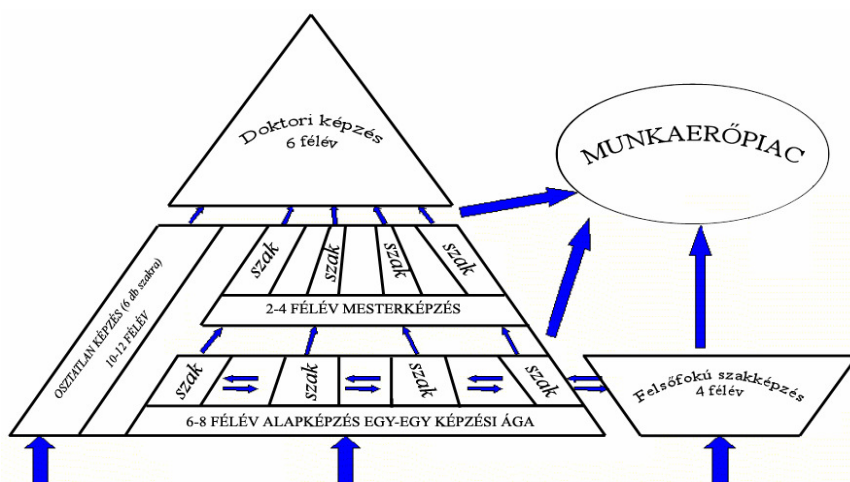 Doktori képzés
6 félév
MUNKAERŐPIAC
OSZTATLAN KÉPZÉS (6 db szakra)
10-12 FÉLÉV
szak
szak
szak
szak
2-4 FÉLÉV MESTERKÉPZÉS
szak
szak
szak
szak
6-8 FÉLÉV ALAPKÉPZÉS EGY-EGY KÉPZÉSI ÁGA
Felsőfokú szakképzés
4 félév